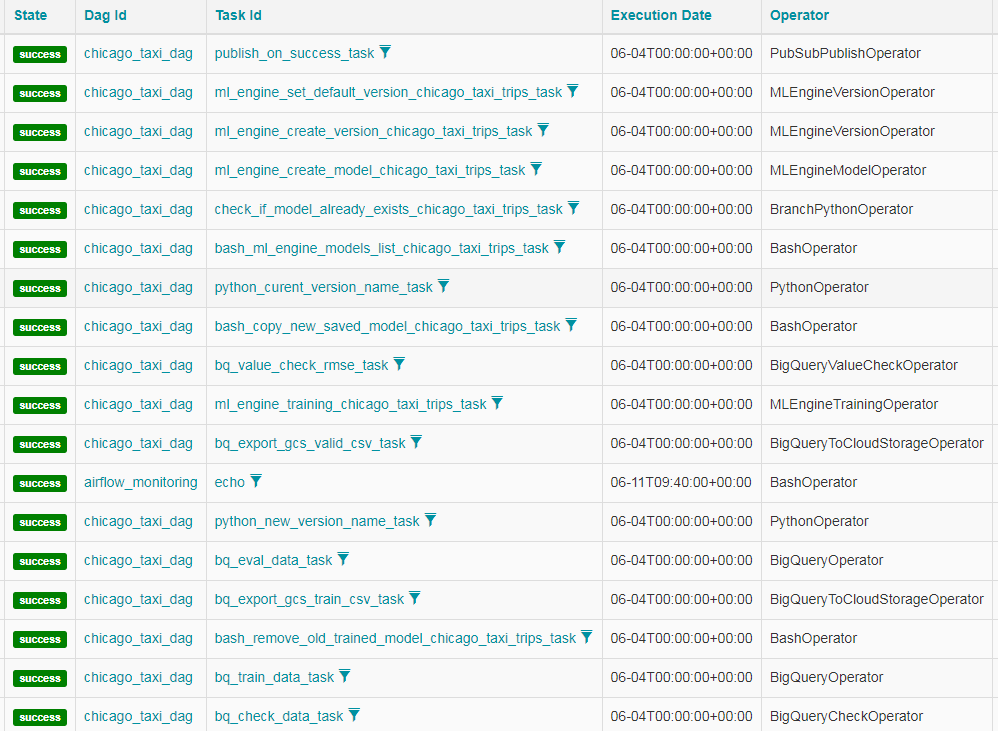 State Dag Id Task Id Execution Date Operator
success chicago_taxi_dag publish_on_success_task 06-04T00:00:00+00:00 PubSubPublishOperator
success chicago_taxi_dag ml_engine_set_default_version_chicago_taxi_trips_task 06-04T00:00:00+00:00 MLEngineVersionOperator
success chicago_taxi_dag ml_engine_create_version_chicago_taxi_trips_task 06-04T00:00:00+00:00 MLEngineVersionOperator
success chicago_taxi_dag ml_engine_create_model_chicago_taxi_trips_task 06-04T00:00:00+00:00 MLEngineModelOperator
success chicago_taxi_dag check_if_model_already_exists_chicago_taxi_trips_task 06-04T00:00:00+00:00 BranchPythonOperator
success chicago_taxi_dag bash_ml_engine_models_list_chicago_taxi_trips_task 06-04T00:00:00+00:00 BashOperator
success chicago_taxi_dag python_curent_version_name_task 06-04T00:00:00+00:00 PythonOperator
success chicago_taxi_dag bash_copy_new_saved_model_chicago_taxi_trips_task 06-04T00:00:00+00:00 BashOperator
success chicago_taxi_dag bq_value_check_rmse_task 06-04T00:00:00+00:00 BigQueryValueCheckOperator
success chicago_taxi_dag ml_engine_training_chicago_taxi_trips_task 06-04T00:00:00+00:00 MLEngineTrainingOperator
success chicago_taxi_dag bq_export_gcs_valid_csv_task 06-04T00:00:00+00:00 BigQueryToCloudStorageOperator
success airflow_monitoring echo 06-11T09:40:00+00:00 BashOperator
success chicago_taxi_dag python_new_version_name_task 06-04T00:00:00+00:00 PythonOperator
success chicago_taxi_dag bq_eval_data_task 06-04T00:00:00+00:00 BigQueryOperator
success chicago_taxi_dag bq_export_gcs_train_csv_task 06-04T00:00:00+00:00 BigQueryToCloudStorageOperator
success chicago_taxi_dag bash_remove_old_trained_model_chicago_taxi_trips_task 06-04T00:00:00+00:00 BashOperator
success chicago_taxi_dag bq_train_data_task 06-04T00:00:00+00:00 BigQueryOperator
success chicago_taxi_dag bq_check_data_task 06-04T00:00:00+00:00 BigQueryCheckOperator